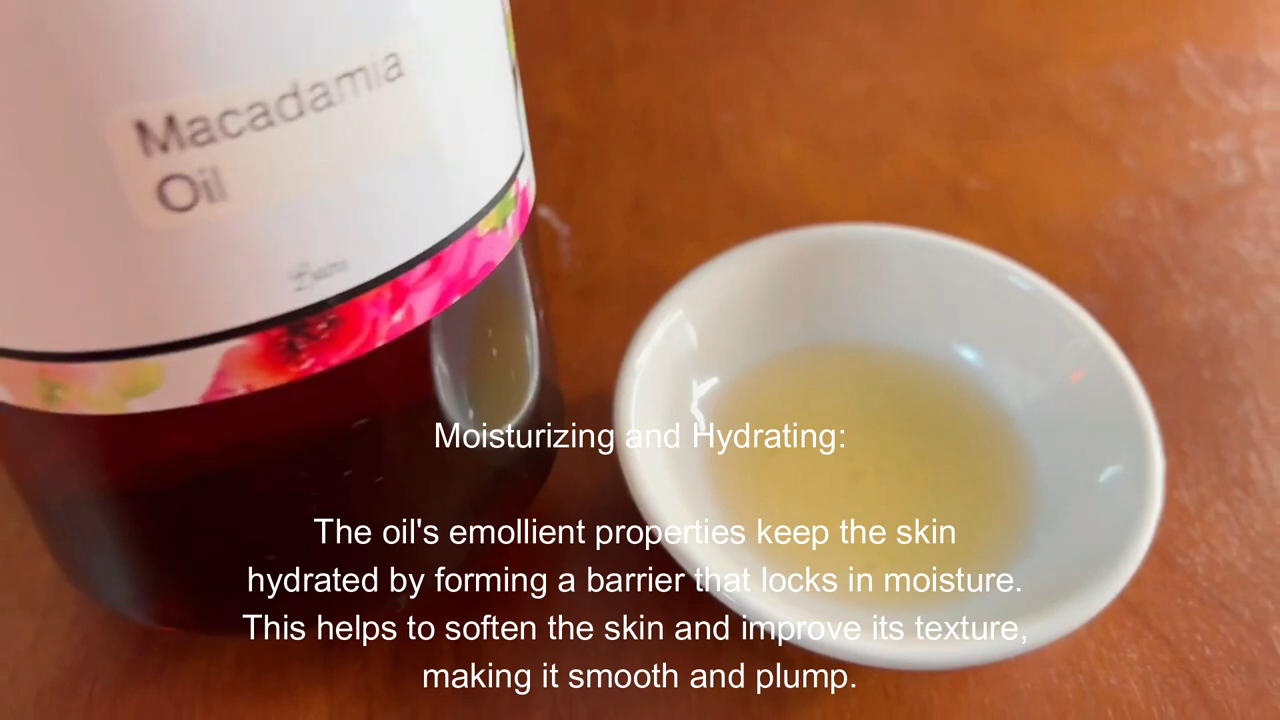 Macadamia
Oil
Moisturizing and Hydrating:
The oil's emollient properties keep the skin
hydrated by forming a barrier that locks in moisture.
This helps to soften the skin and improve its texture,
making it smooth and plump.